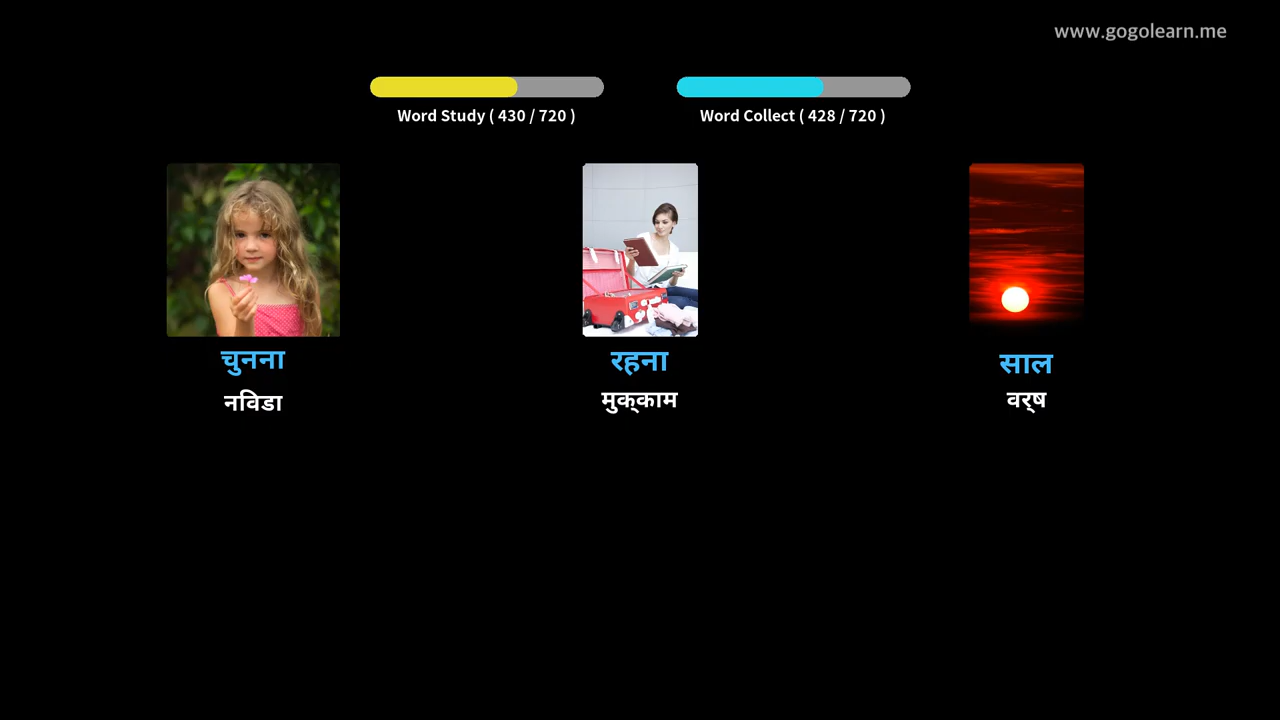 www.gogolearn.me
Word Study ( 430 / 720 )
Word Collect ( 428 / 720 )
चुनना
रहना
साल
नविडा
मुक्काम
वर्ष